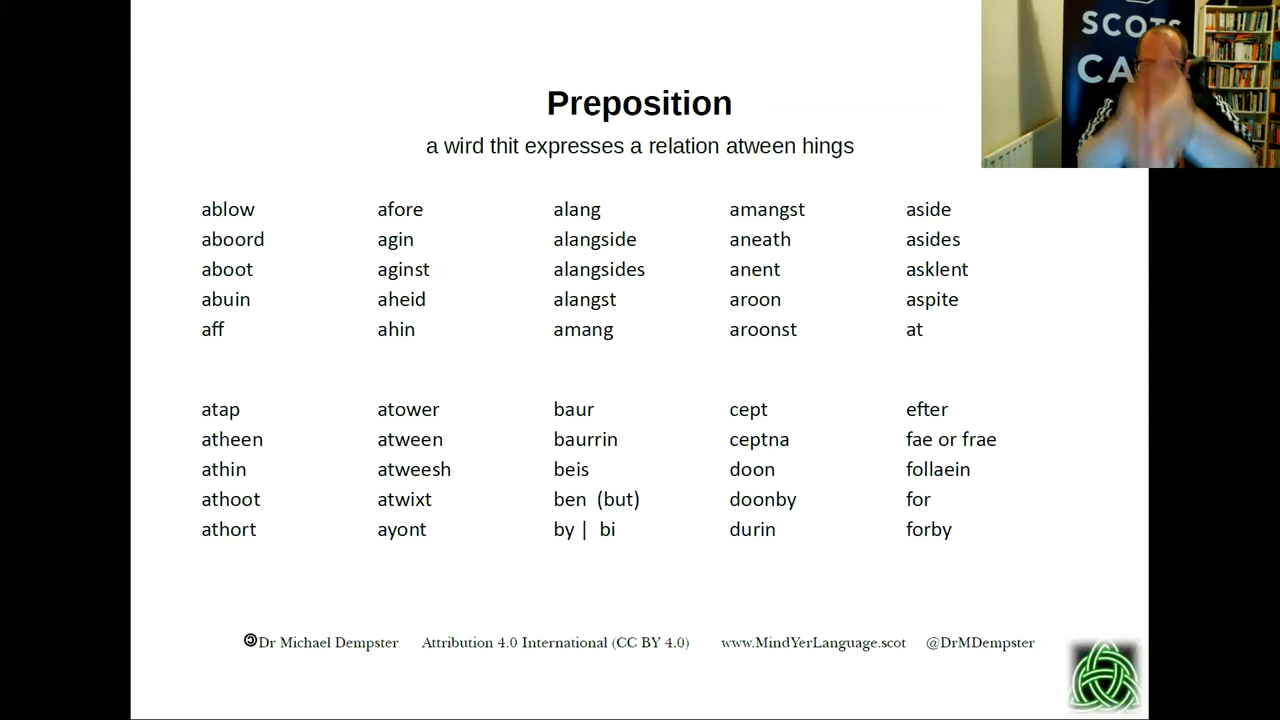 SCOTS
CA
Preposition
a wird thit expresses a relation atween hings
ablow afore alang amangst aside
aboord agin alangside aneath asides
aboot aginst alangsides anent asklent
abuin aheid alangst aroon aspite
aff ahin amang aroonst at
atap atower baur cept efter
atheen atween baurrin ceptna fae or frae
athin atweesh beis doon follaein
athoot atwixt ben (but) doonby for
athort ayont by | bi durin forby
Dr Michael Dempster Attribution 4.0 International (CC BY 4.0) www.MindYerLanguage.scot @DrMDempster